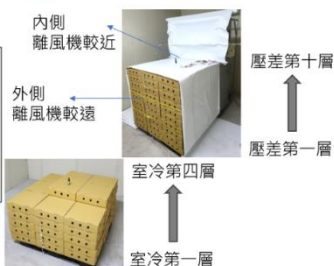 內側
離風機較近
外側
離風機較遠
壓差第十層
壓差第一層
室冷第四層
室冷第一層